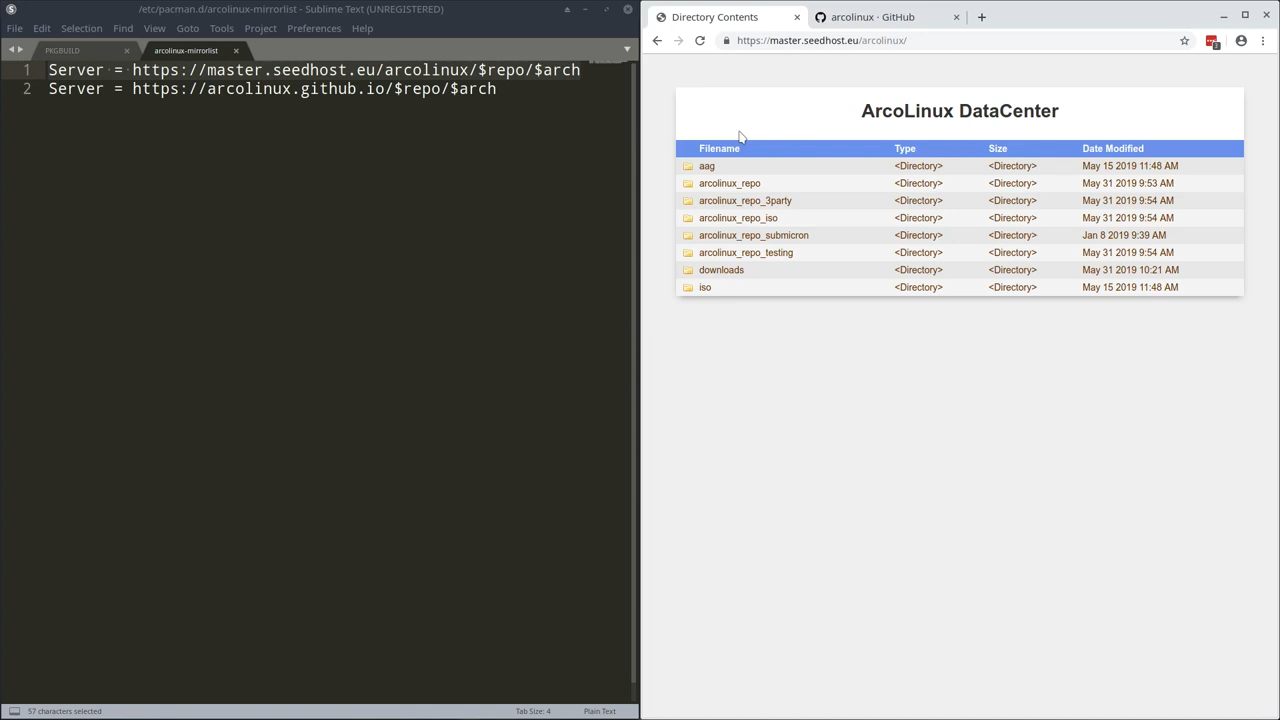 /etc/pacman.d/arcolinux-mirrorlist - Sublime Text (UNREGISTERED)
File Edit Selection Find View Goto Tools Project Preferences Help
PKGBUILD × arcolinux-mirrorlist ×
1 Server = https://master.seedhost.eu/arcolinux/$repo/$arch
2 Server = https://arcolinux.github.io/$repo/$arch
57 characters selected Tab Size: 4 Plain Text
Directory Contents × arcolinux · GitHub × +
https://master.seedhost.eu/arcolinux/
ArcoLinux DataCenter
Filename Type Size Date Modified
aag <Directory> <Directory> May 15 2019 11:48 AM
arcolinux_repo <Directory> <Directory> May 31 2019 9:53 AM
arcolinux_repo_3party <Directory> <Directory> May 31 2019 9:54 AM
arcolinux_repo_iso <Directory> <Directory> May 31 2019 9:54 AM
arcolinux_repo_submicron <Directory> <Directory> Jan 8 2019 9:39 AM
arcolinux_repo_testing <Directory> <Directory> May 31 2019 9:54 AM
downloads <Directory> <Directory> May 31 2019 10:21 AM
iso <Directory> <Directory> May 15 2019 11:48 AM